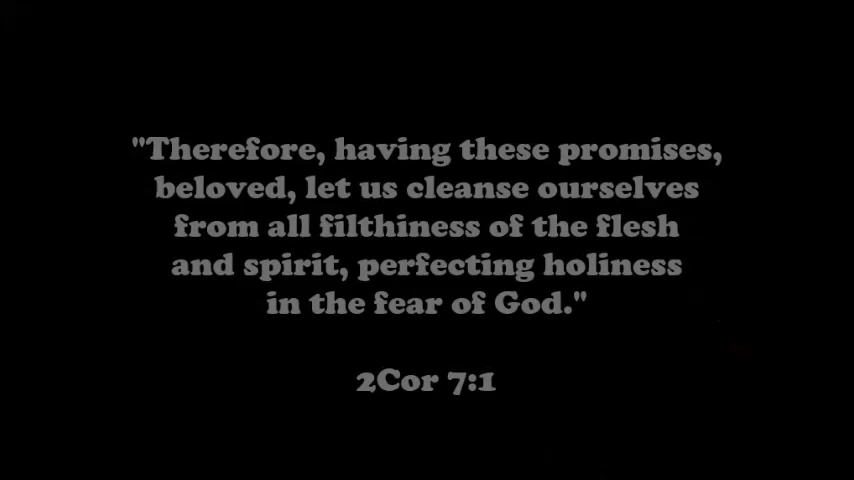 "Therefore, having these promises,
beloved, let us cleanse ourselves
from all filthiness of the flesh
and spirit, perfecting holiness
in the fear of God."
2Cor 7:1